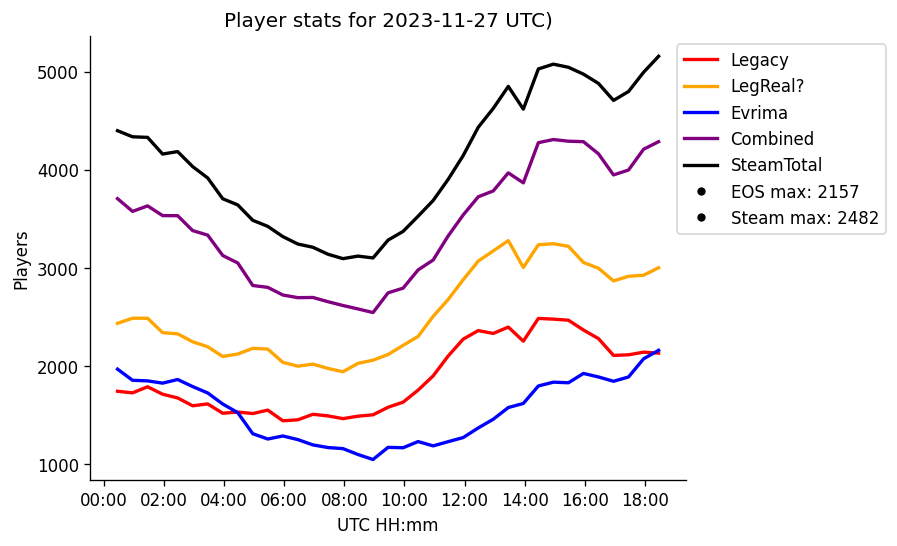 Player stats for 2023-11-27 UTC)
Legacy
LegReal?
Evrima
Combined
SteamTotal
EOS max: 2157
Steam max: 2482
Players
5000
4000
3000
2000
1000
00:00 02:00 04:00 06:00 08:00 10:00 12:00 14:00 16:00 18:00
UTC HH:mm